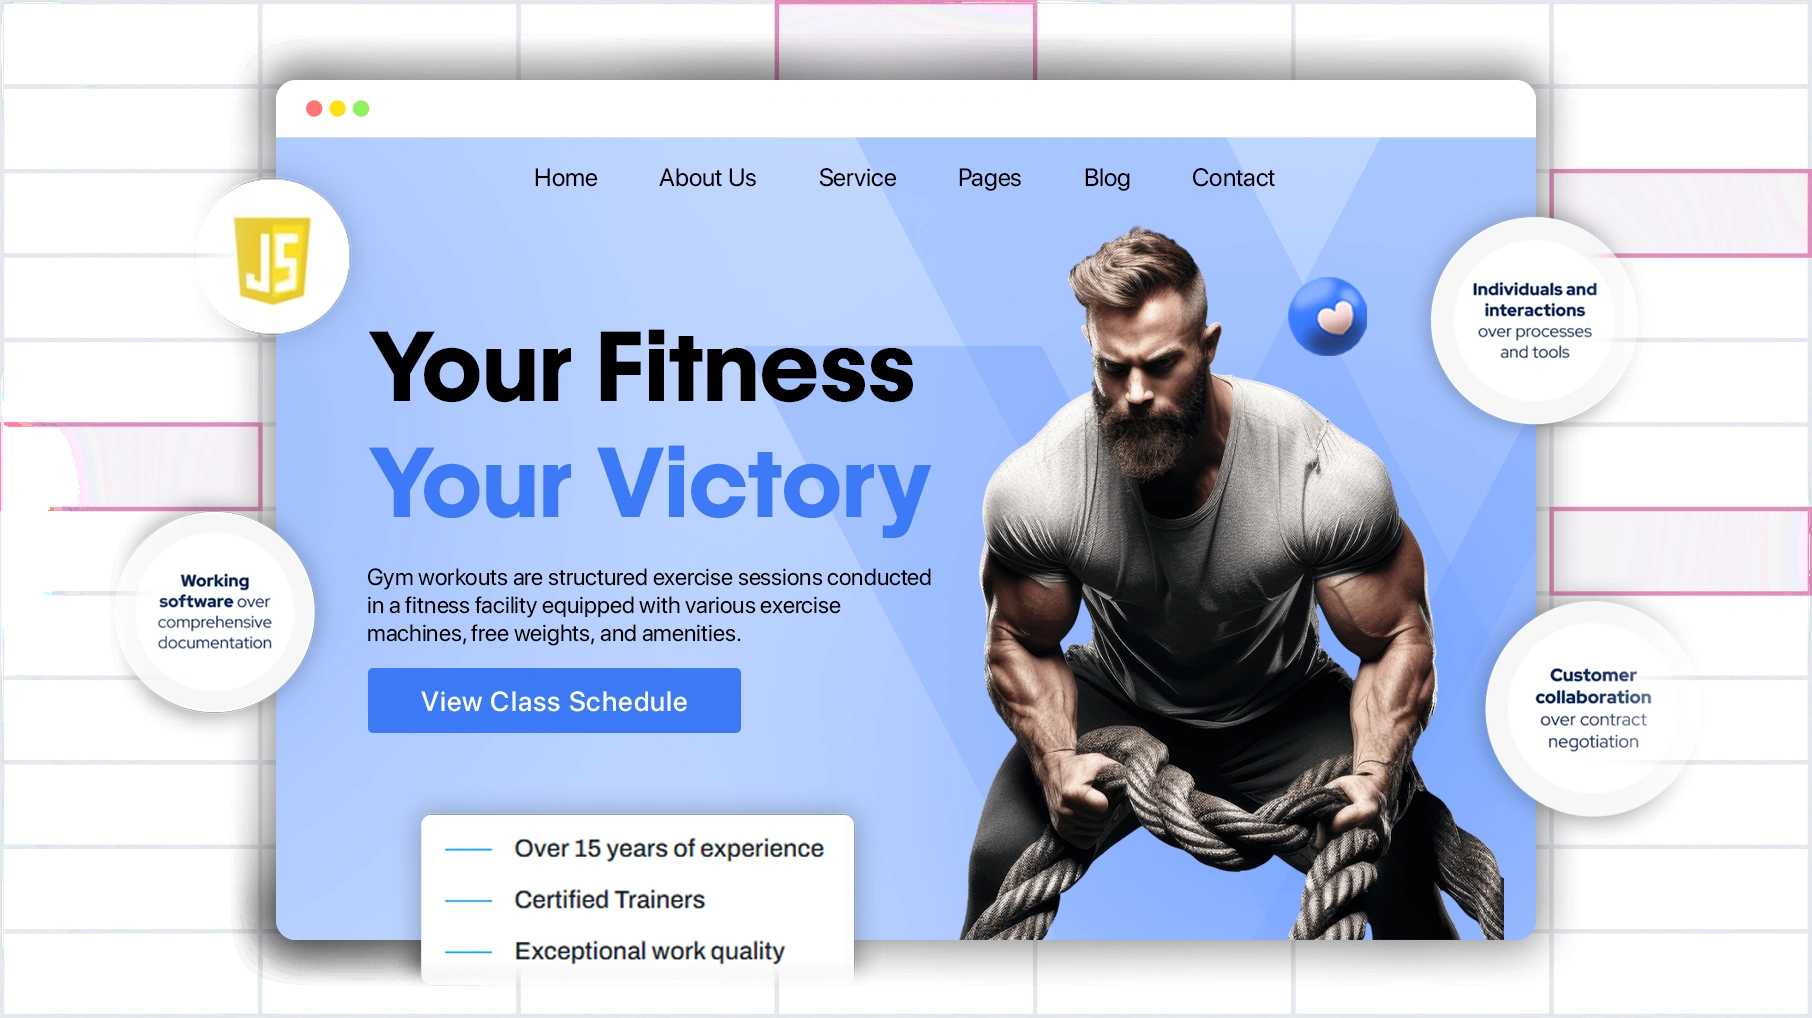 Home About Us Service Pages Blog Contact
JS
Individuals and
interactions
over processes
and tools
Your Fitness
Your Victory
Gym workouts are structured exercise sessions conducted
in a fitness facility equipped with various exercise
machines, free weights, and amenities.
View Class Schedule
Working
software over
comprehensive
documentation
Customer
collaboration
over contract
negotiation
Over 15 years of experience
Certified Trainers
Exceptional work quality